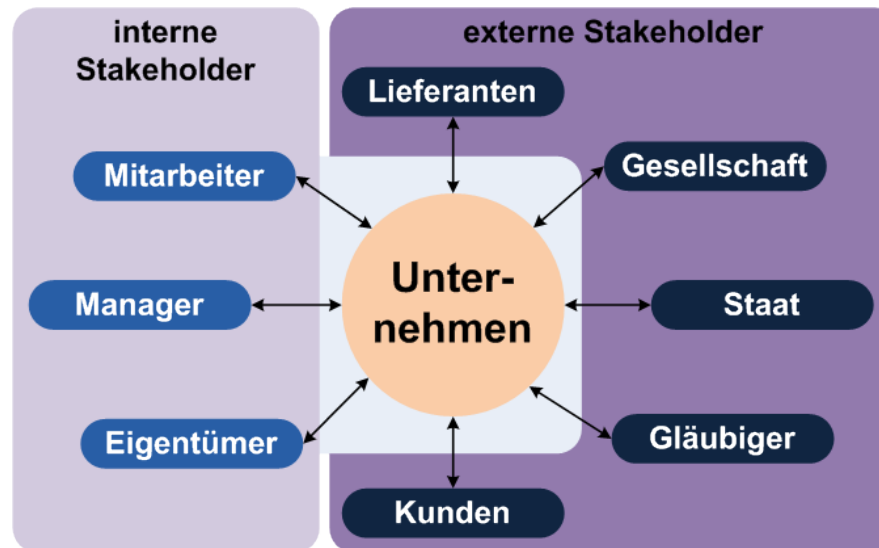 interne
Stakeholder
externe Stakeholder
Lieferanten
Mitarbeiter
Gesellschaft
Manager
Unter-
nehmen
Staat
Eigentümer
Gläubiger
Kunden